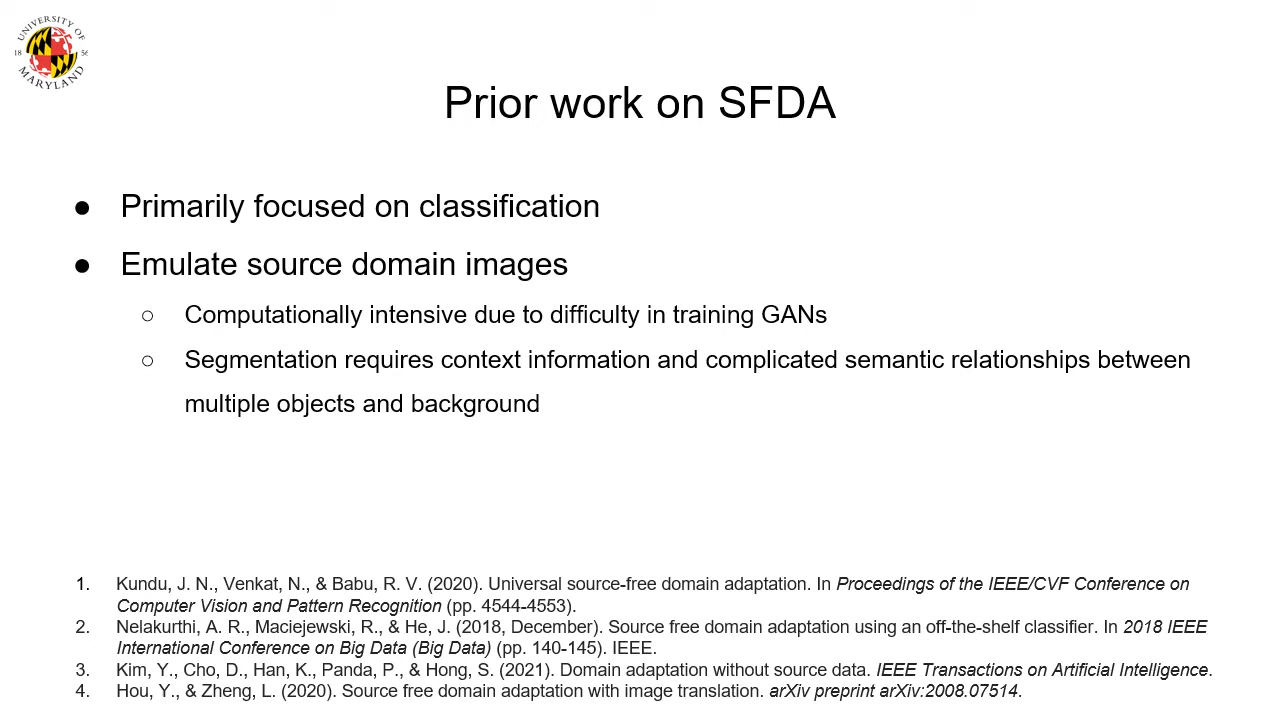 UNIVERSITY OF
18 56
MARYLAND
Prior work on SFDA
● Primarily focused on classification
● Emulate source domain images
○ Computationally intensive due to difficulty in training GANs
○ Segmentation requires context information and complicated semantic relationships between
multiple objects and background
1. Kundu, J. N., Venkat, N., & Babu, R. V. (2020). Universal source-free domain adaptation. In Proceedings of the IEEE/CVF Conference on
Computer Vision and Pattern Recognition (pp. 4544-4553).
2. Nelakurthi, A. R., Maciejewski, R., & He, J. (2018, December). Source free domain adaptation using an off-the-shelf classifier. In 2018 IEEE
International Conference on Big Data (Big Data) (pp. 140-145). IEEE.
3. Kim, Y., Cho, D., Han, K., Panda, P., & Hong, S. (2021). Domain adaptation without source data. IEEE Transactions on Artificial Intelligence.
4. Hou, Y., & Zheng, L. (2020). Source free domain adaptation with image translation. arXiv preprint arXiv:2008.07514.